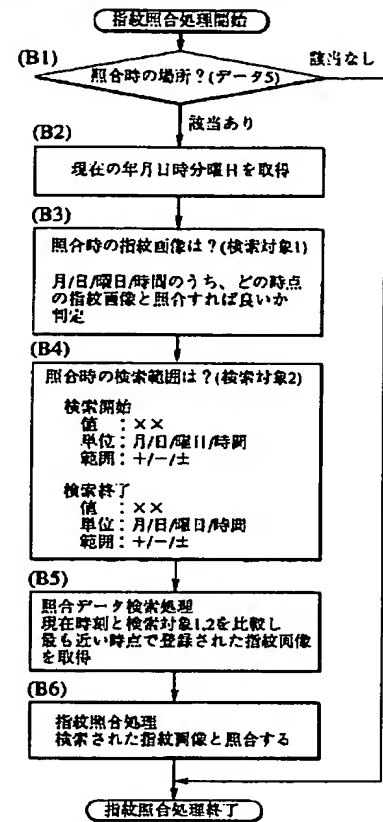 指紋照合処理開始
(B1)
該当なし
照合時の場所?(データ5)
該当あり
(B2)
現在の年月日時分曜日を取得
(B3)
照合時の指紋画像は?(検索対象1)
月/日/曜日/時間のうち、どの時点
の指紋画像と照合すれば良いか
判定
(B4)
照合時の検索範囲は?(検索対象2)
検索開始
値 :××
単位:月/日/曜日/時間
範囲:+/-/±
検索終了
値 :××
単位:月/日/曜日/時間
範囲:+/-/±
(B5)
照合データ検索処理
現在時刻と検索対象1,2を比較し
最も近い時点で登録された指紋画像
を取得
(B6)
指紋照合処理
検索された指紋画像と照合する
指紋照合処理終了